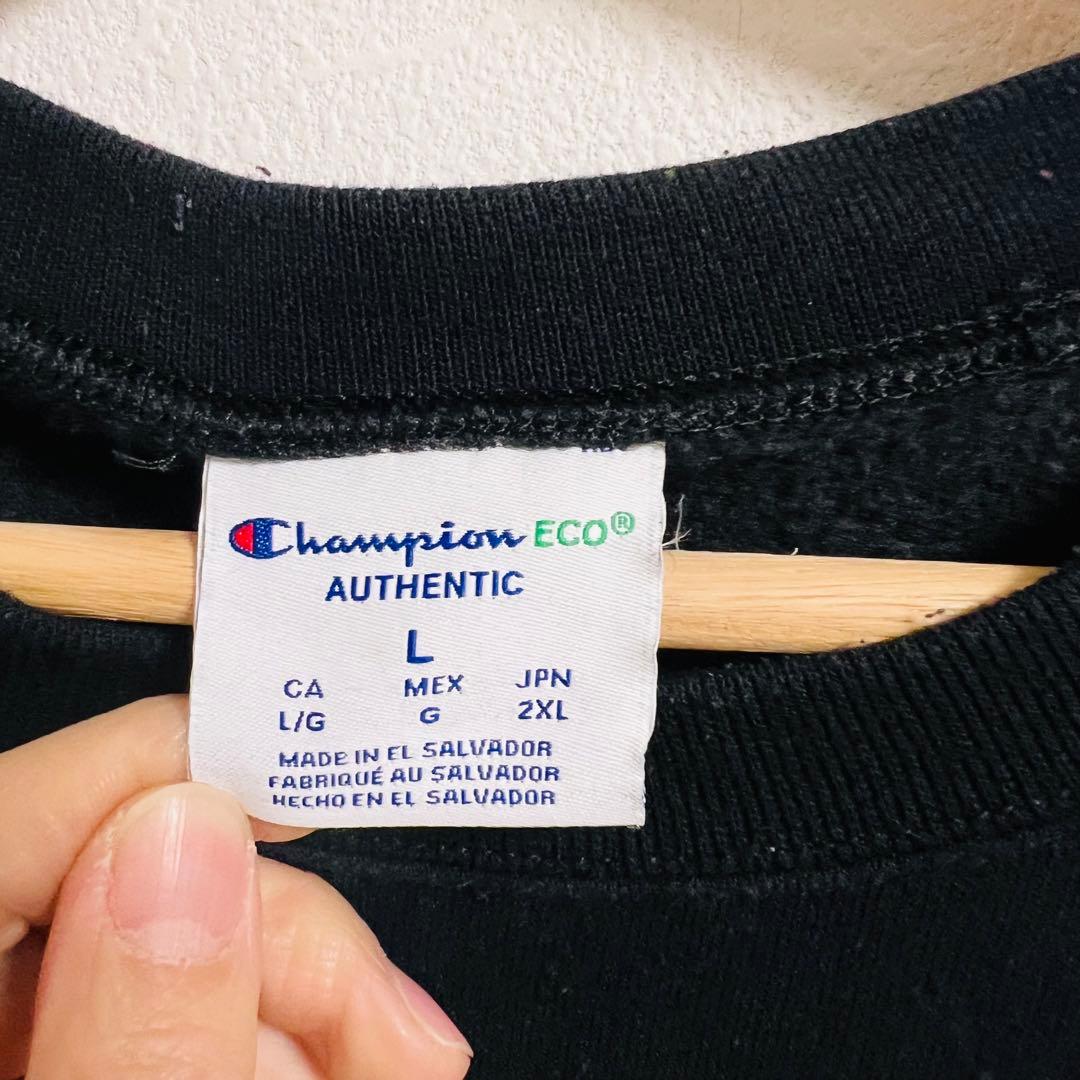 Champion ECO®
AUTHENTIC
L
CA MEX JPN
L/G G 2XL
MADE IN EL SALVADOR
FABRIQUÉ AU SALVADOR
HECHO EN EL SALVADOR